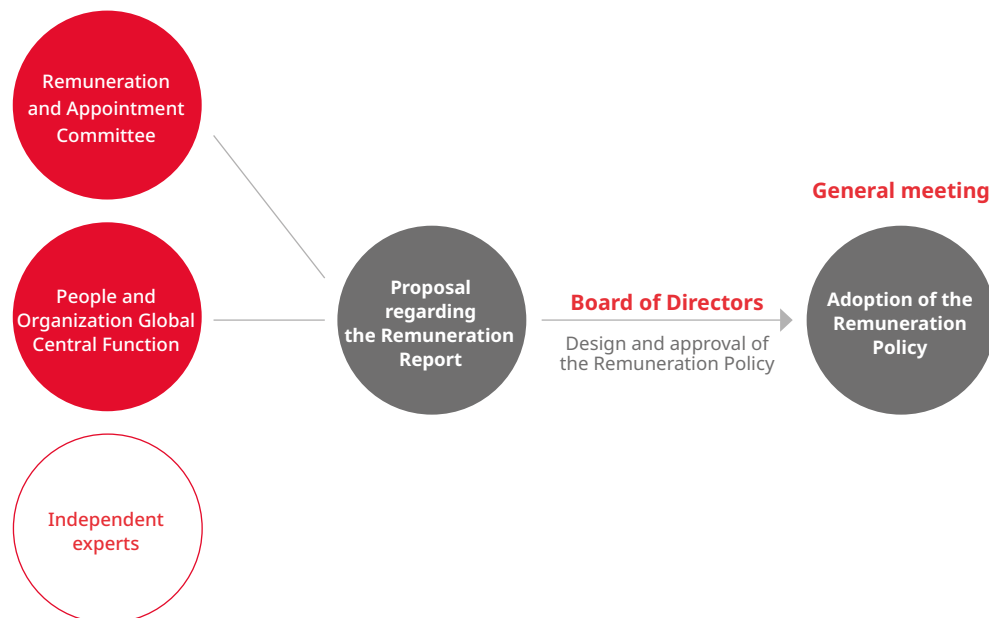 Remuneration
and Appointment
Committee
People and
Organization Global
Central Function
Independent
experts
Proposal
regarding
the Remuneration
Report
Board of Directors
Design and approval of
the Remuneration Policy
General meeting
Adoption of the
Remuneration
Policy